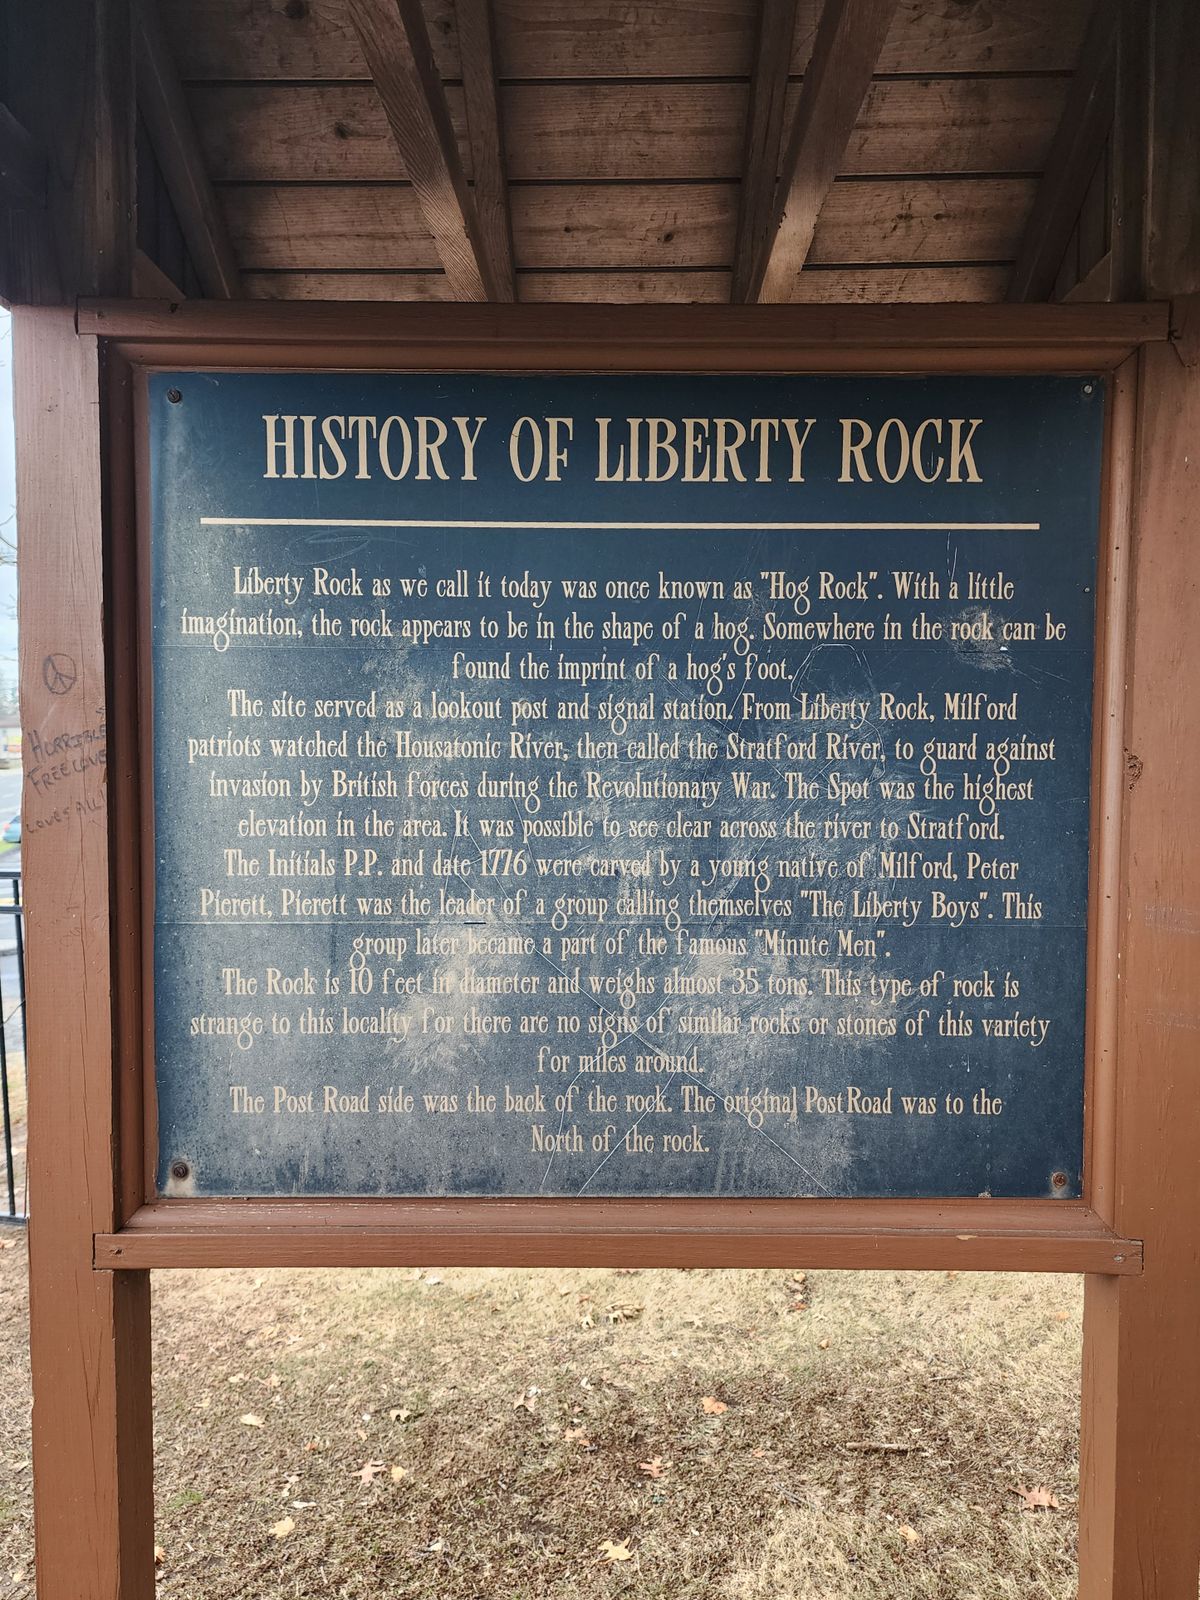 HISTORY OF LIBERTY ROCK
Liberty Rock as we call it today was once known as "Hog Rock". With a little
imagination, the rock appears to be in the shape of a hog. Somewhere in the rock can be
found the imprint of a hog's foot.
The site served as a lookout post and signal station. From Liberty Rock, Milford
patriots watched the Housatonic River, then called the Stratford River, to guard against
invasion by British forces during the Revolutionary War. The Spot was the highest
elevation in the area. It was possible to see clear across the river to Stratford.
The Initials P.P. and date 1776 were carved by a young native of Milford, Peter
Pierett, Pierett was the leader of a group calling themselves "The Liberty Boys". This
group later became a part of the famous "Minute Men".
The Rock is 10 feet in diameter and weighs almost 35 tons. This type of rock is
strange to this locality for there are no signs of similar rocks or stones of this variety
for miles around.
The Post Road side was the back of the rock. The original Post Road was to the
North of the rock.
HORRIBLE
FREELOVE
LOVES ALL!